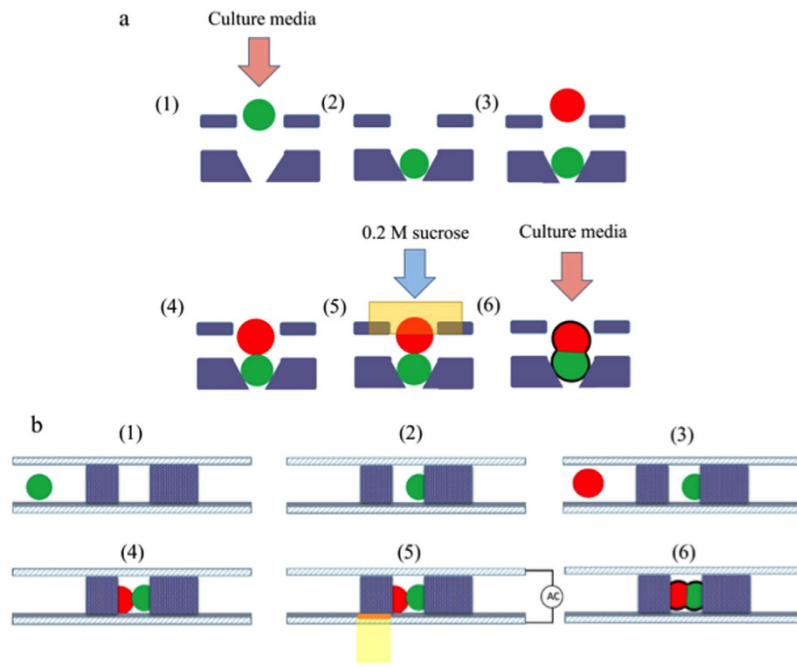 a
Culture media
(1)
(2)
(3)
0.2 M sucrose
Culture media
(4)
(5)
(6)
b
(1)
(2)
(3)
(4)
(5)
(6)
AC